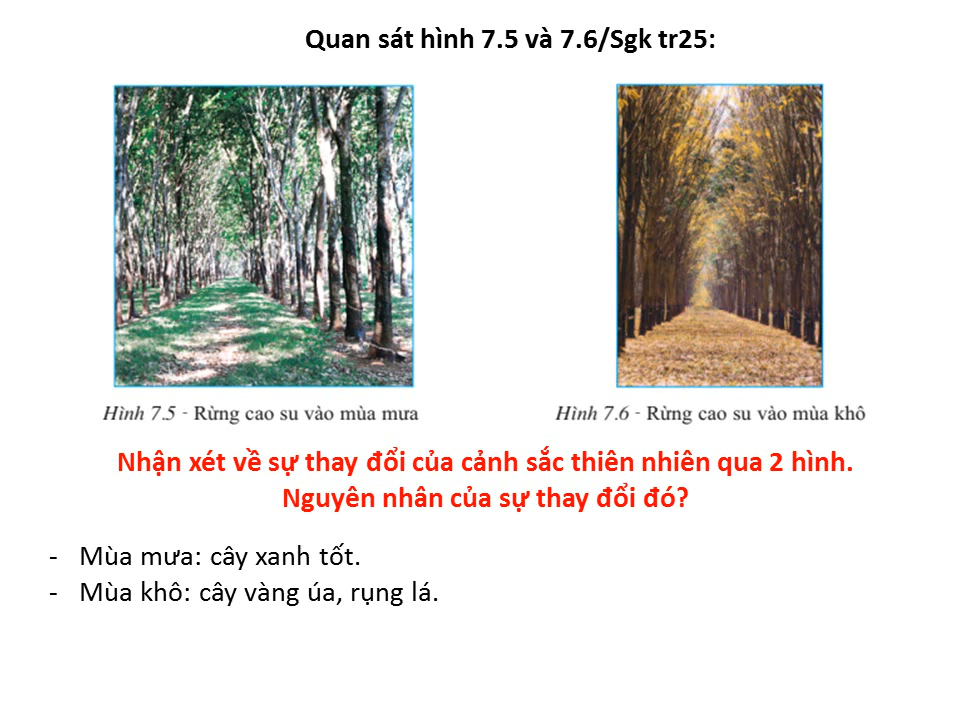 Quan sát hình 7.5 và 7.6/Sgk tr25:
Hình 7.5 - Rừng cao su vào mùa mưa
Hình 7.6 - Rừng cao su vào mùa khô
Nhận xét về sự thay đổi của cảnh sắc thiên nhiên qua 2 hình.
Nguyên nhân của sự thay đổi đó?
- Mùa mưa: cây xanh tốt.
- Mùa khô: cây vàng úa, rụng lá.